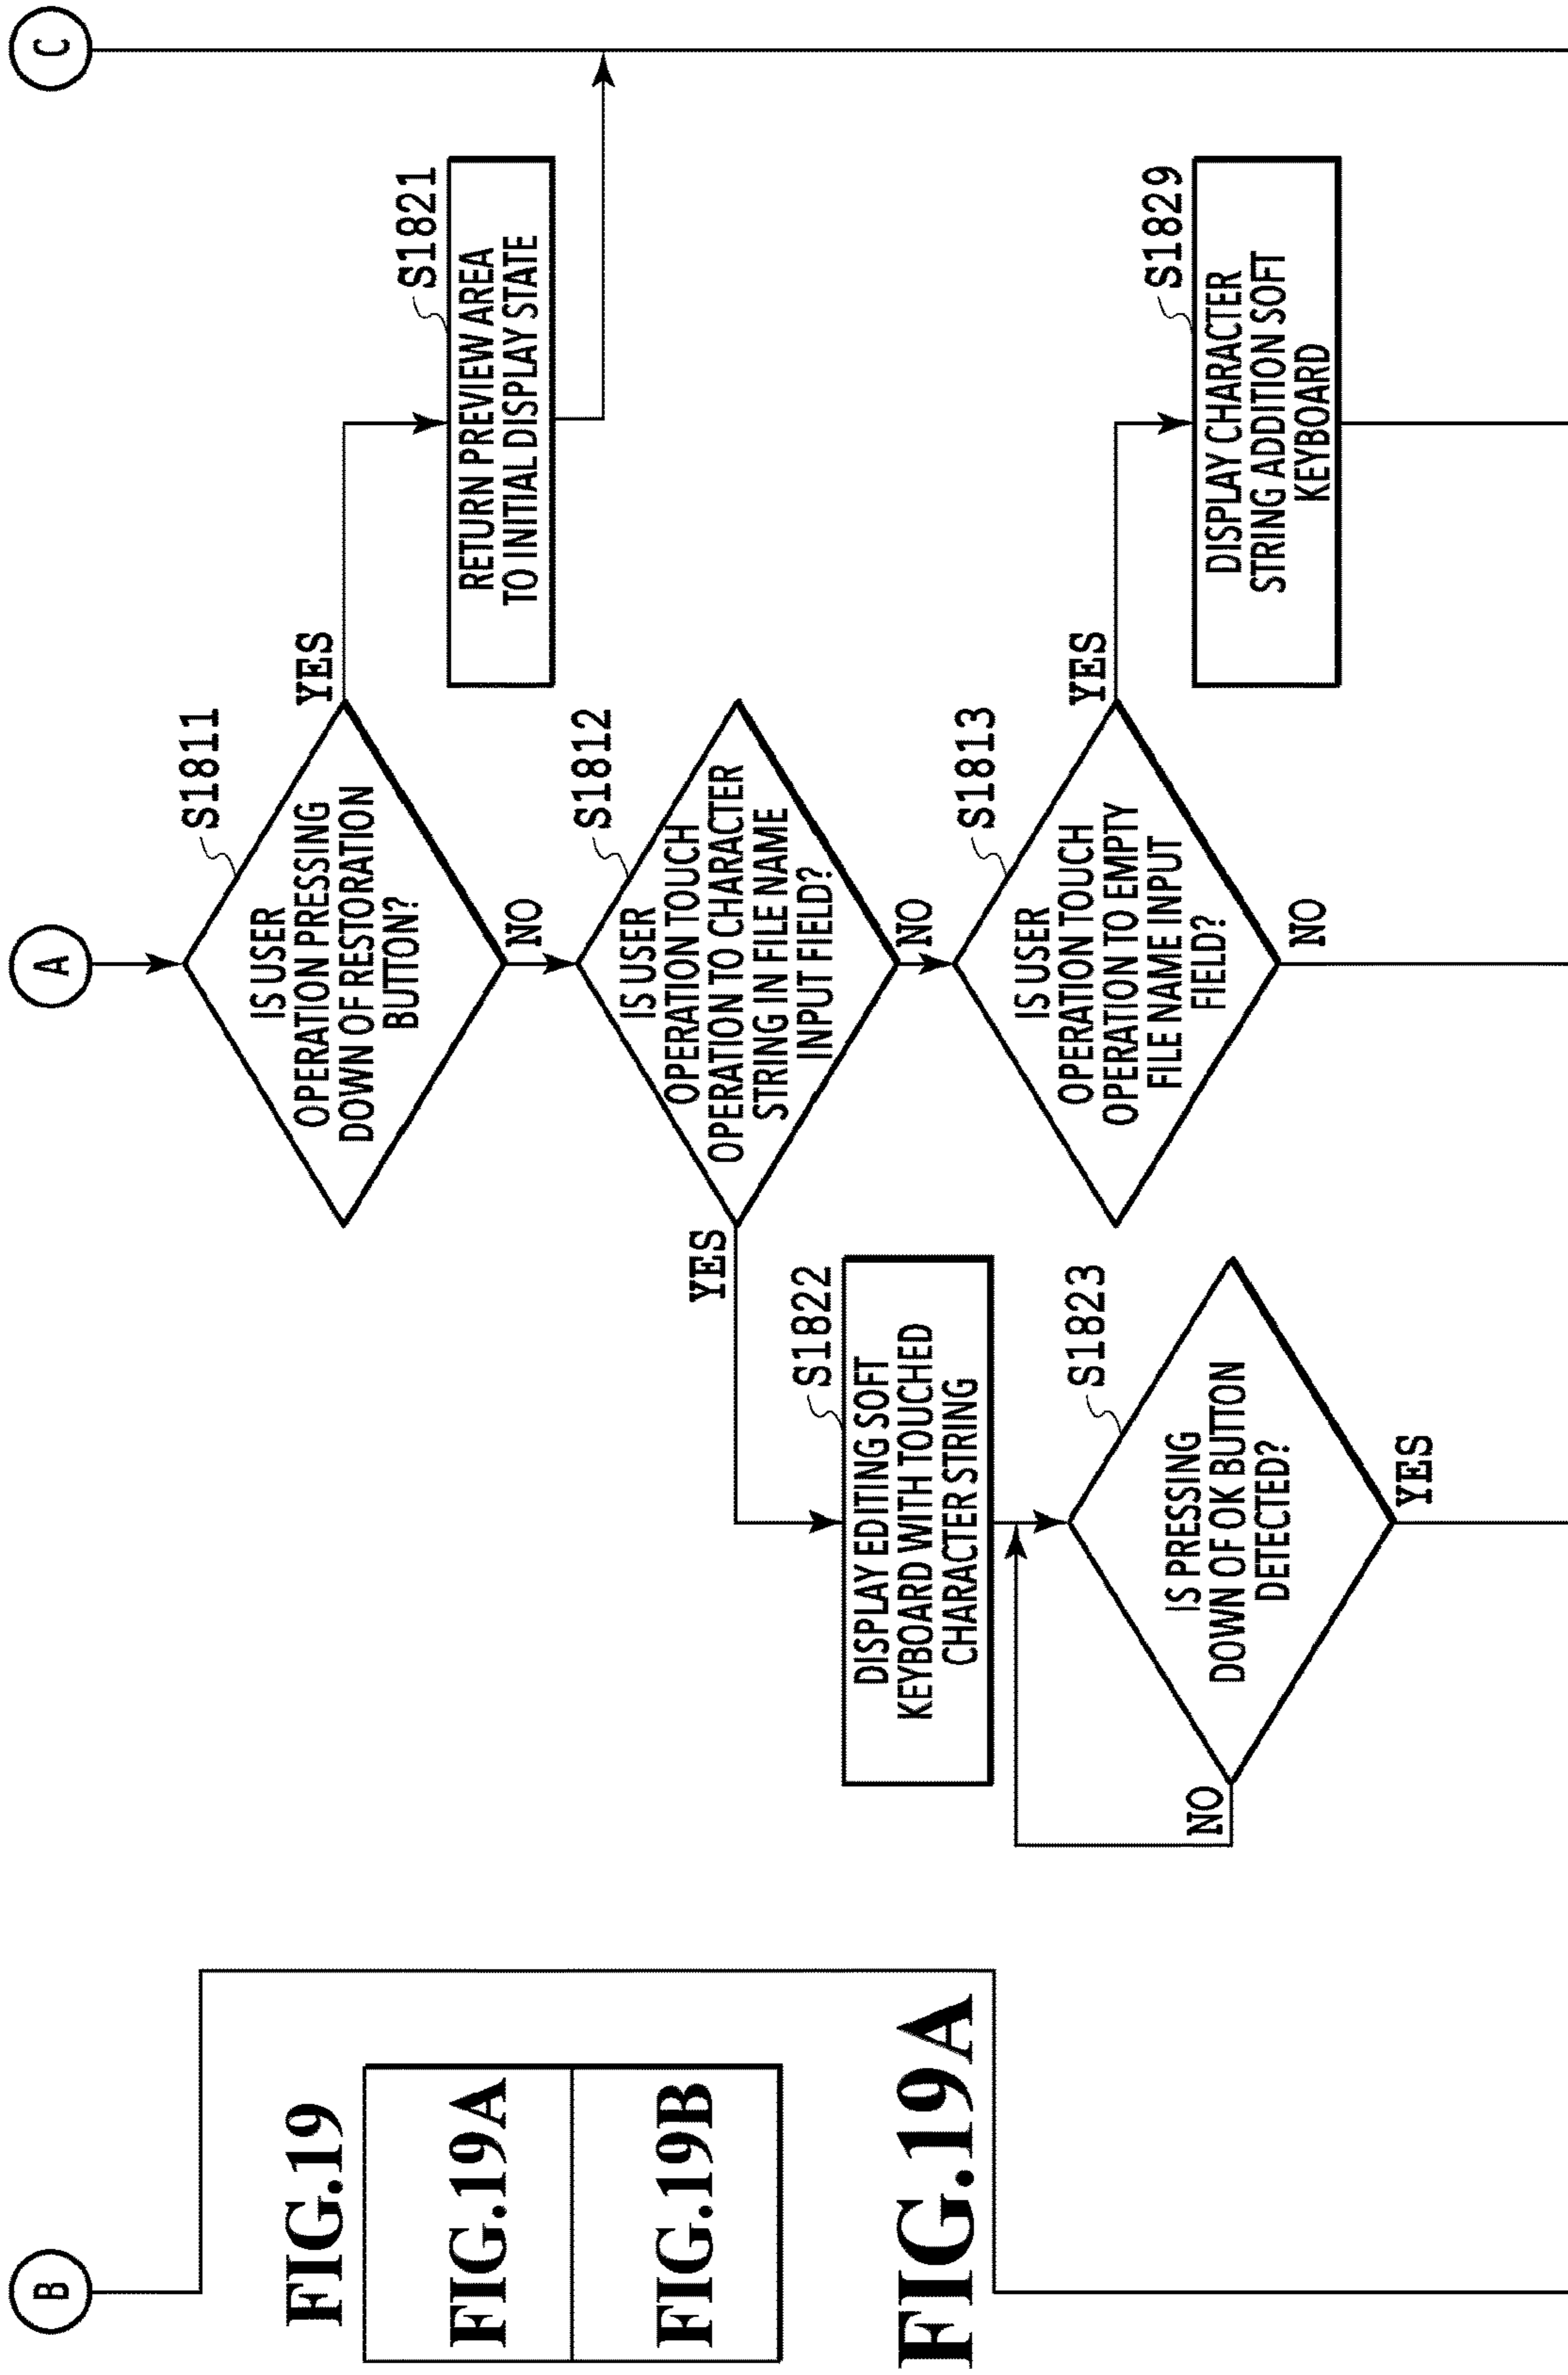 B
A
C
FIG.19
FIG.19A
FIG.19B
FIG.19A
S1811
IS USER
OPERATION PRESSING
DOWN OF RESTORATION
BUTTON?
YES
NO
S1821
RETURN PREVIEW AREA
TO INITIAL DISPLAY STATE
S1812
IS USER
OPERATION TOUCH
OPERATION TO CHARACTER
STRING IN FILE NAME
INPUT FIELD?
YES
NO
S1822
DISPLAY EDITING SOFT
KEYBOARD WITH TOUCHED
CHARACTER STRING
S1813
IS USER
OPERATION TOUCH
OPERATION TO EMPTY
FILE NAME INPUT
FIELD?
YES
NO
S1823
IS PRESSING
DOWN OF OK BUTTON
DETECTED?
NO
YES
S1829
DISPLAY CHARACTER
STRING ADDITION SOFT
KEYBOARD